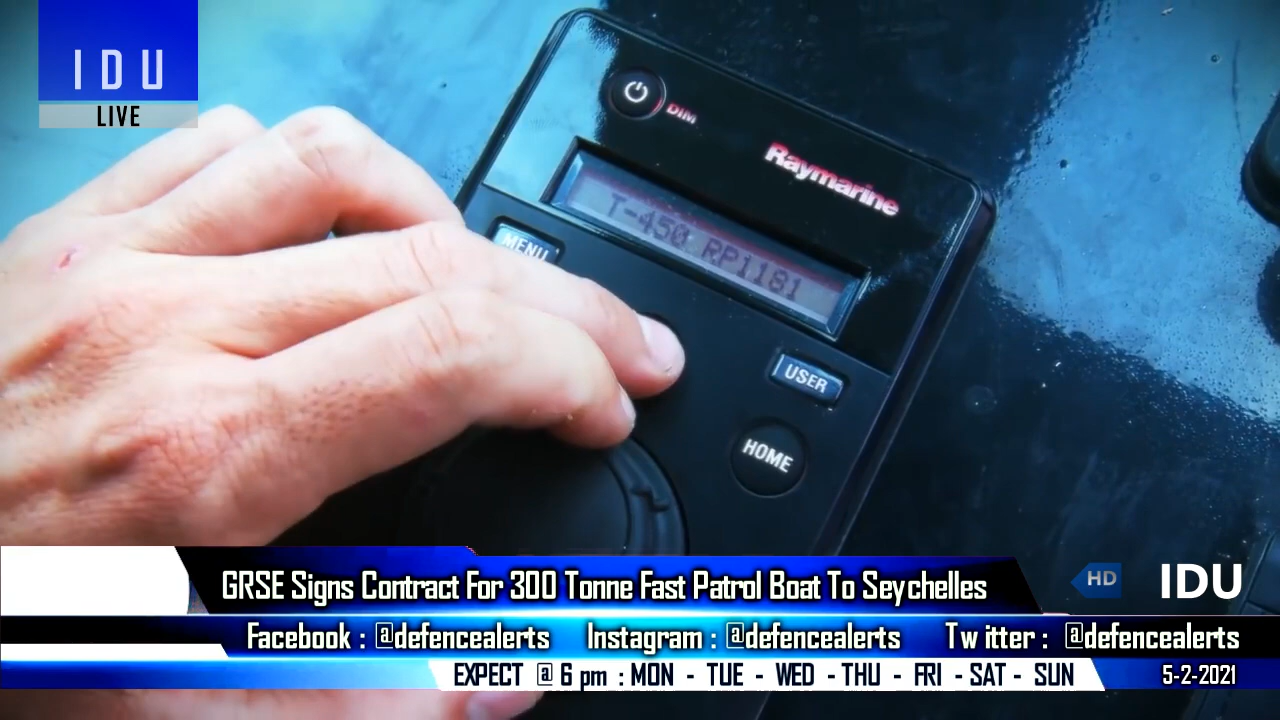 IDU
LIVE
DIM
Raymarine
T-450 RP1181
MENU
USER
HOME
GRSE Signs Contract For 300 Tonne Fast Patrol Boat To Seychelles
HD
IDU
Facebook : @defencealerts Instagram : @defencealerts Twitter : @defencealerts
EXPECT @ 6 pm : MON - TUE - WED - THU - FRI - SAT - SUN
5-2-2021